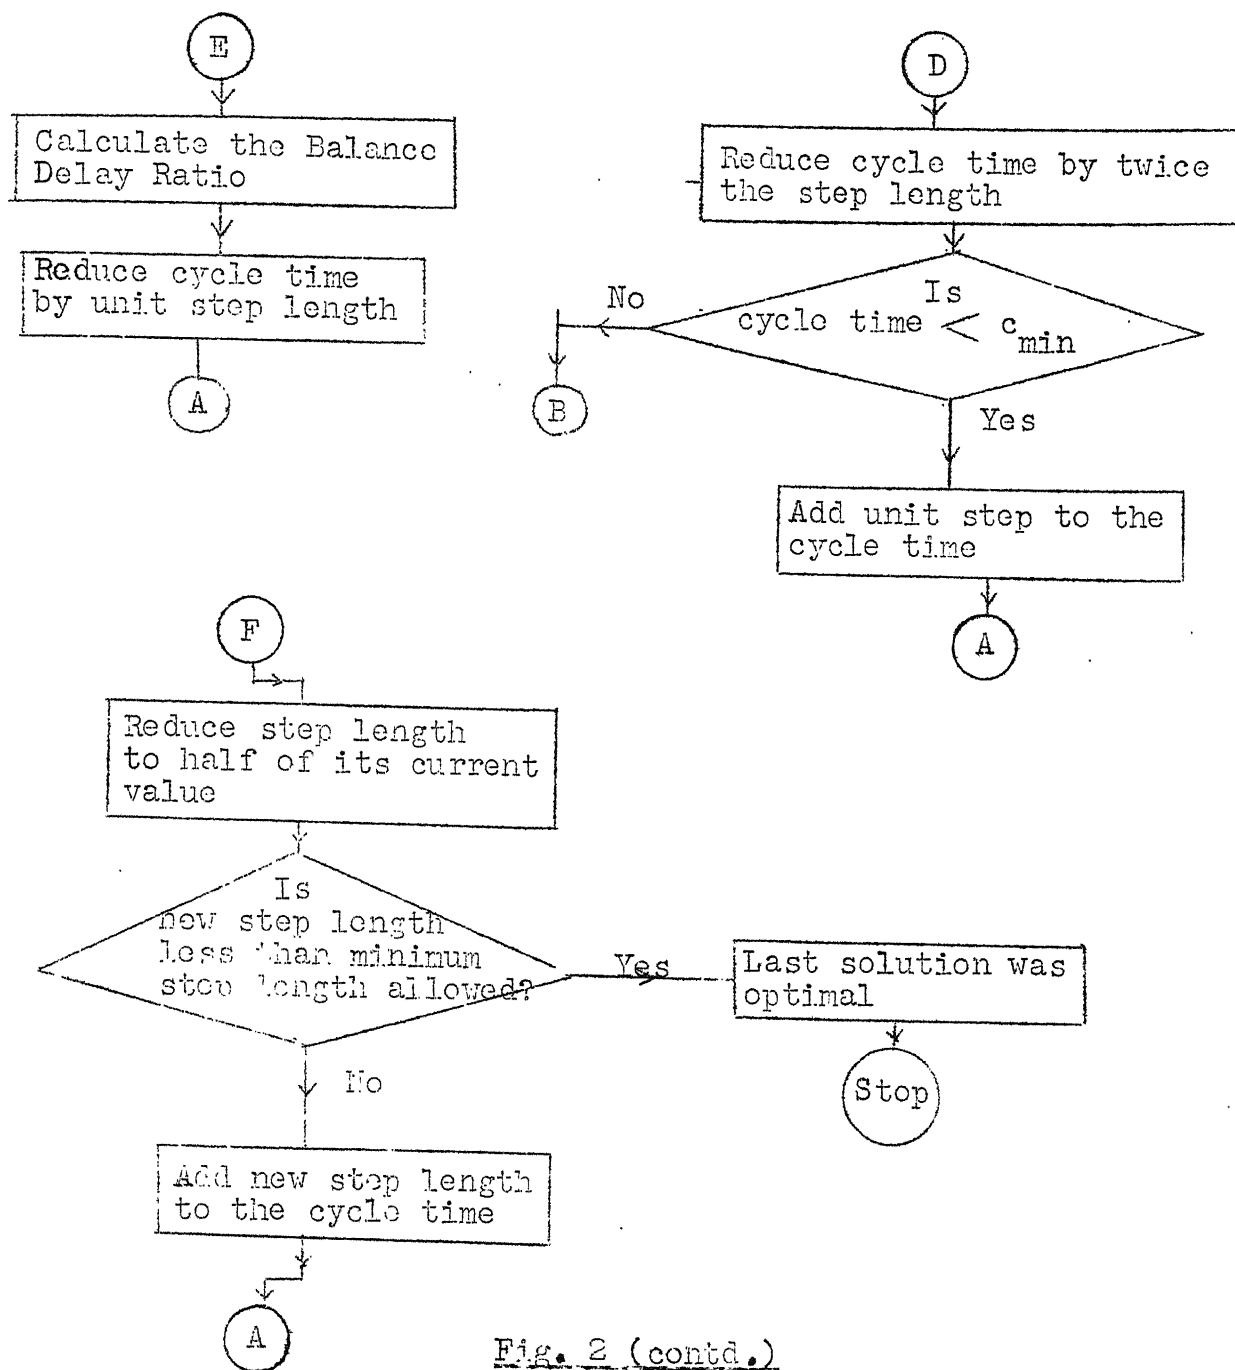 E
Calculate the Balance
Delay Ratio
Reduce cycle time
by unit step length
A
D
Reduce cycle time by twice
the step length
Is
cycle time < c_min
No
B
Yes
Add unit step to the
cycle time
A
F
Reduce step length
to half of its current
value
Is
new step length
less than minimum
step length allowed?
Yes
Last solution was
optimal
Stop
No
Add new step length
to the cycle time
A
Fig. 2 (contd.)